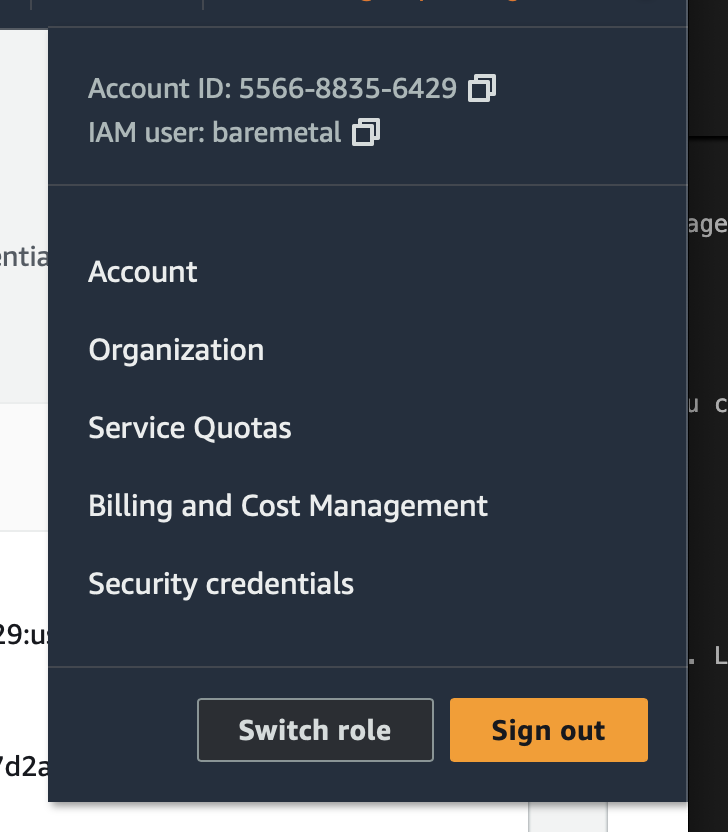 Account ID: 5566-8835-6429
IAM user: baremetal
Account
Organization
Service Quotas
Billing and Cost Management
Security credentials
Switch role
Sign out